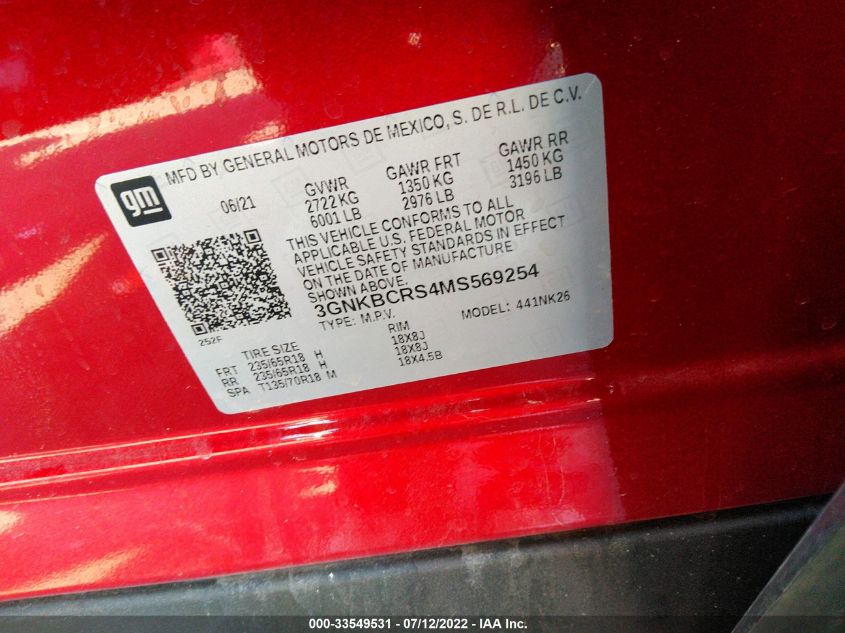 MFD BY GENERAL MOTORS DE MEXICO, S. DE R.L. DE C.V.
gm
06/21 GVWR GAWR FRT GAWR RR
2722 KG 1350 KG 1450 KG
6001 LB 2976 LB 3196 LB
THIS VEHICLE CONFORMS TO ALL
APPLICABLE U.S. FEDERAL MOTOR
VEHICLE SAFETY STANDARDS IN EFFECT
ON THE DATE OF MANUFACTURE
SHOWN ABOVE.
3GNKBCRS4MS569254
TYPE: M.P.V. MODEL: 441NK26
252F
TIRE SIZE RIM
FRT 235/65R18 H 18X8J
RR 235/65R18 H 18X8J
SPA T135/70R18 M 18X4.5B
000-33549531 - 07/12/2022 - IAA Inc.